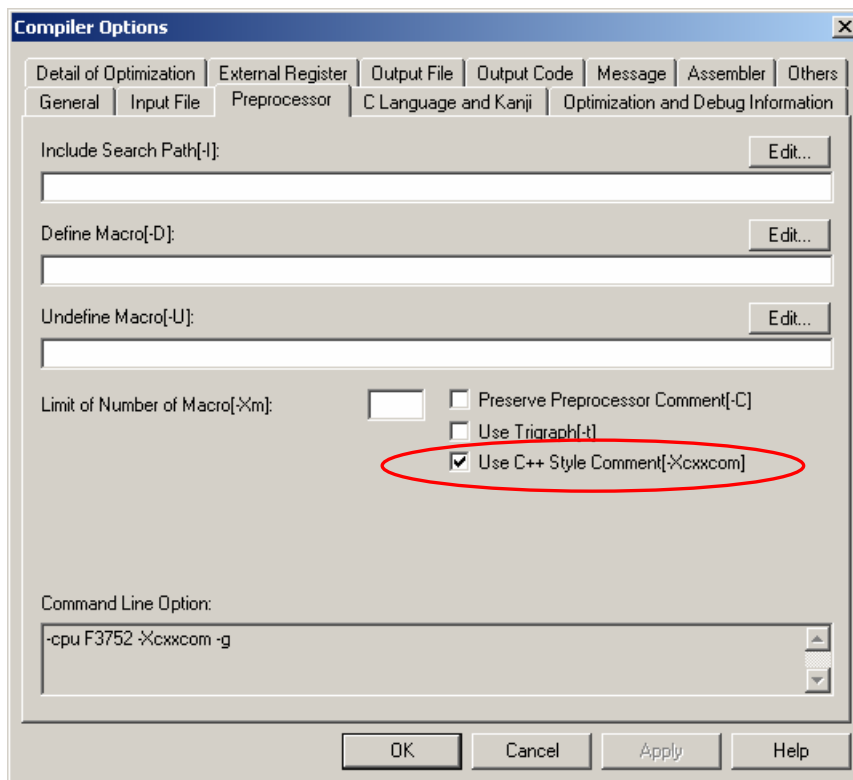 Compiler Options
Detail of Optimization External Register Output File Output Code Message Assembler Others
General Input File Preprocessor C Language and Kanji Optimization and Debug Information
Include Search Path[-I]: Edit...
Define Macro[-D]: Edit...
Undefine Macro[-U]: Edit...
Limit of Number of Macro[-Xm]: Preserve Preprocessor Comment[-C]
Use Trigraph[-t]
Use C++ Style Comment[-Xcxxcom]
Command Line Option:
-cpu F3752 -Xcxxcom -g
OK Cancel Apply Help